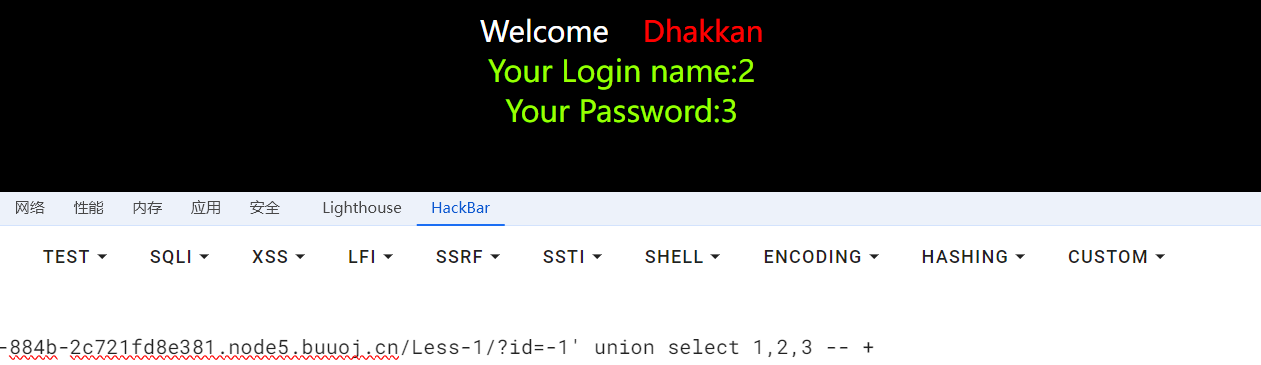 Welcome Dhakkan
Your Login name:2
Your Password:3
网络 性能 内存 应用 安全 Lighthouse HackBar
TEST SQLI XSS LFI SSRF SSTI SHELL ENCODING HASHING CUSTOM
-884b-2c721fd8e381.node5.buuoj.cn/Less-1/?id=-1' union select 1,2,3 -- +